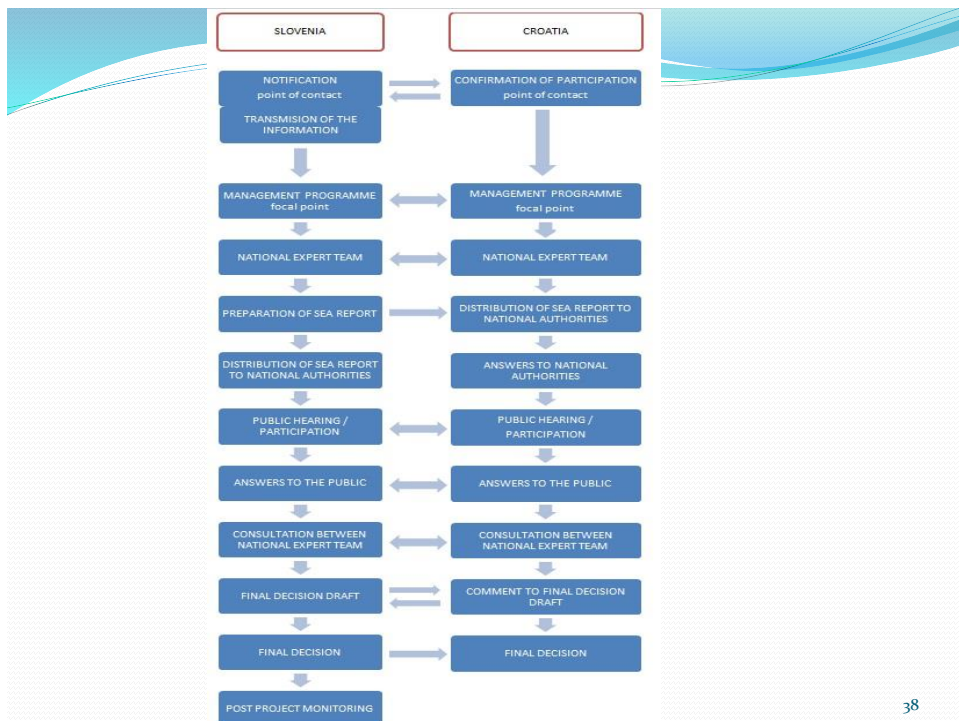 SLOVENIA
CROATIA
NOTIFICATION
point of contact
CONFIRMATION OF PARTICIPATION
point of contact
TRANSMISION OF THE
INFORMATION
MANAGEMENT PROGRAMME
focal point
MANAGEMENT PROGRAMME
focal point
NATIONAL EXPERT TEAM
NATIONAL EXPERT TEAM
PREPARATION OF SEA REPORT
DISTRIBUTION OF SEA REPORT TO
NATIONAL AUTHORITIES
DISTRIBUTION OF SEA REPORT
TO NATIONAL AUTHORITIES
ANSWERS TO NATIONAL
AUTHORITIES
PUBLIC HEARING /
PARTICIPATION
PUBLIC HEARING /
PARTICIPATION
ANSWERS TO THE PUBLIC
ANSWERS TO THE PUBLIC
CONSULTATION BETWEEN
NATIONAL EXPERT TEAM
CONSULTATION BETWEEN
NATIONAL EXPERT TEAM
FINAL DECISION DRAFT
COMMENT TO FINAL DECISION
DRAFT
FINAL DECISION
FINAL DECISION
POST PROJECT MONITORING
38